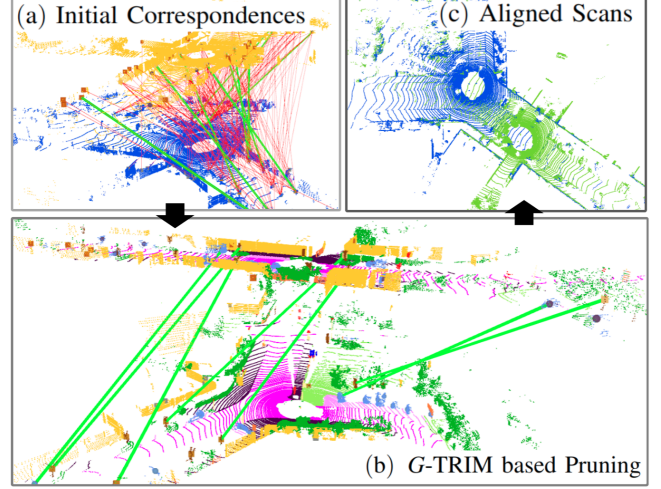 (a) Initial Correspondences
(c) Aligned Scans
(b) G-TRIM based Pruning